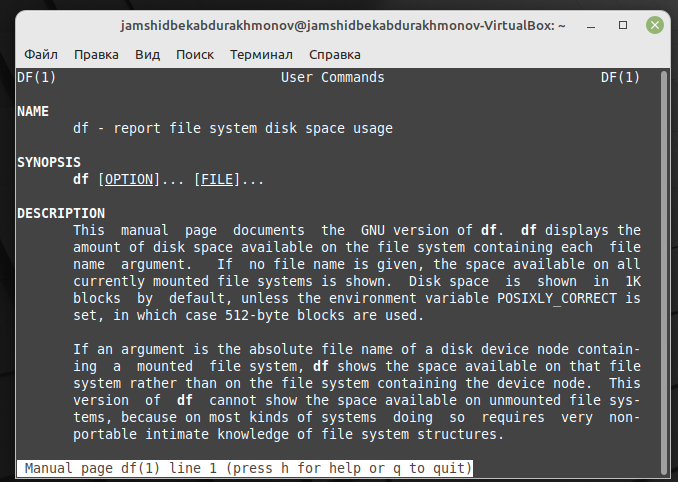 jamshidbekabdurakhmonov@jamshidbekabdurakhmonov-VirtualBox: ~
Файл Правка Вид Поиск Терминал Справка
DF(1) User Commands DF(1)
NAME
df - report file system disk space usage
SYNOPSIS
df [OPTION]... [FILE]...
DESCRIPTION
This manual page documents the GNU version of df. df displays the
amount of disk space available on the file system containing each file
name argument. If no file name is given, the space available on all
currently mounted file systems is shown. Disk space is shown in 1K
blocks by default, unless the environment variable POSIXLY_CORRECT is
set, in which case 512-byte blocks are used.
If an argument is the absolute file name of a disk device node contain-
ing a mounted file system, df shows the space available on that file
system rather than on the file system containing the device node. This
version of df cannot show the space available on unmounted file sys-
tems, because on most kinds of systems doing so requires very non-
portable intimate knowledge of file system structures.
Manual page df(1) line 1 (press h for help or q to quit)